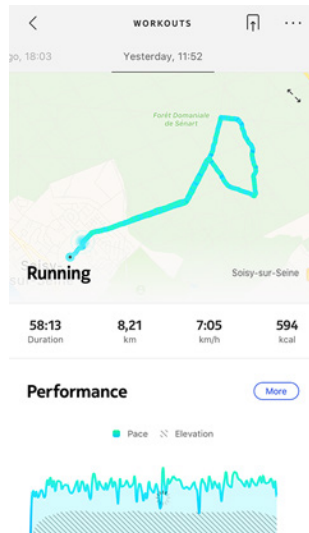 WORKOUTS
go, 18:03
Yesterday, 11:52
Forêt Domaniale
de Sénart
Running
Soisy-sur-Seine
58:13
8,21
7:05
594
Duration
km
km/h
kcal
Performance
More
Pace
Elevation